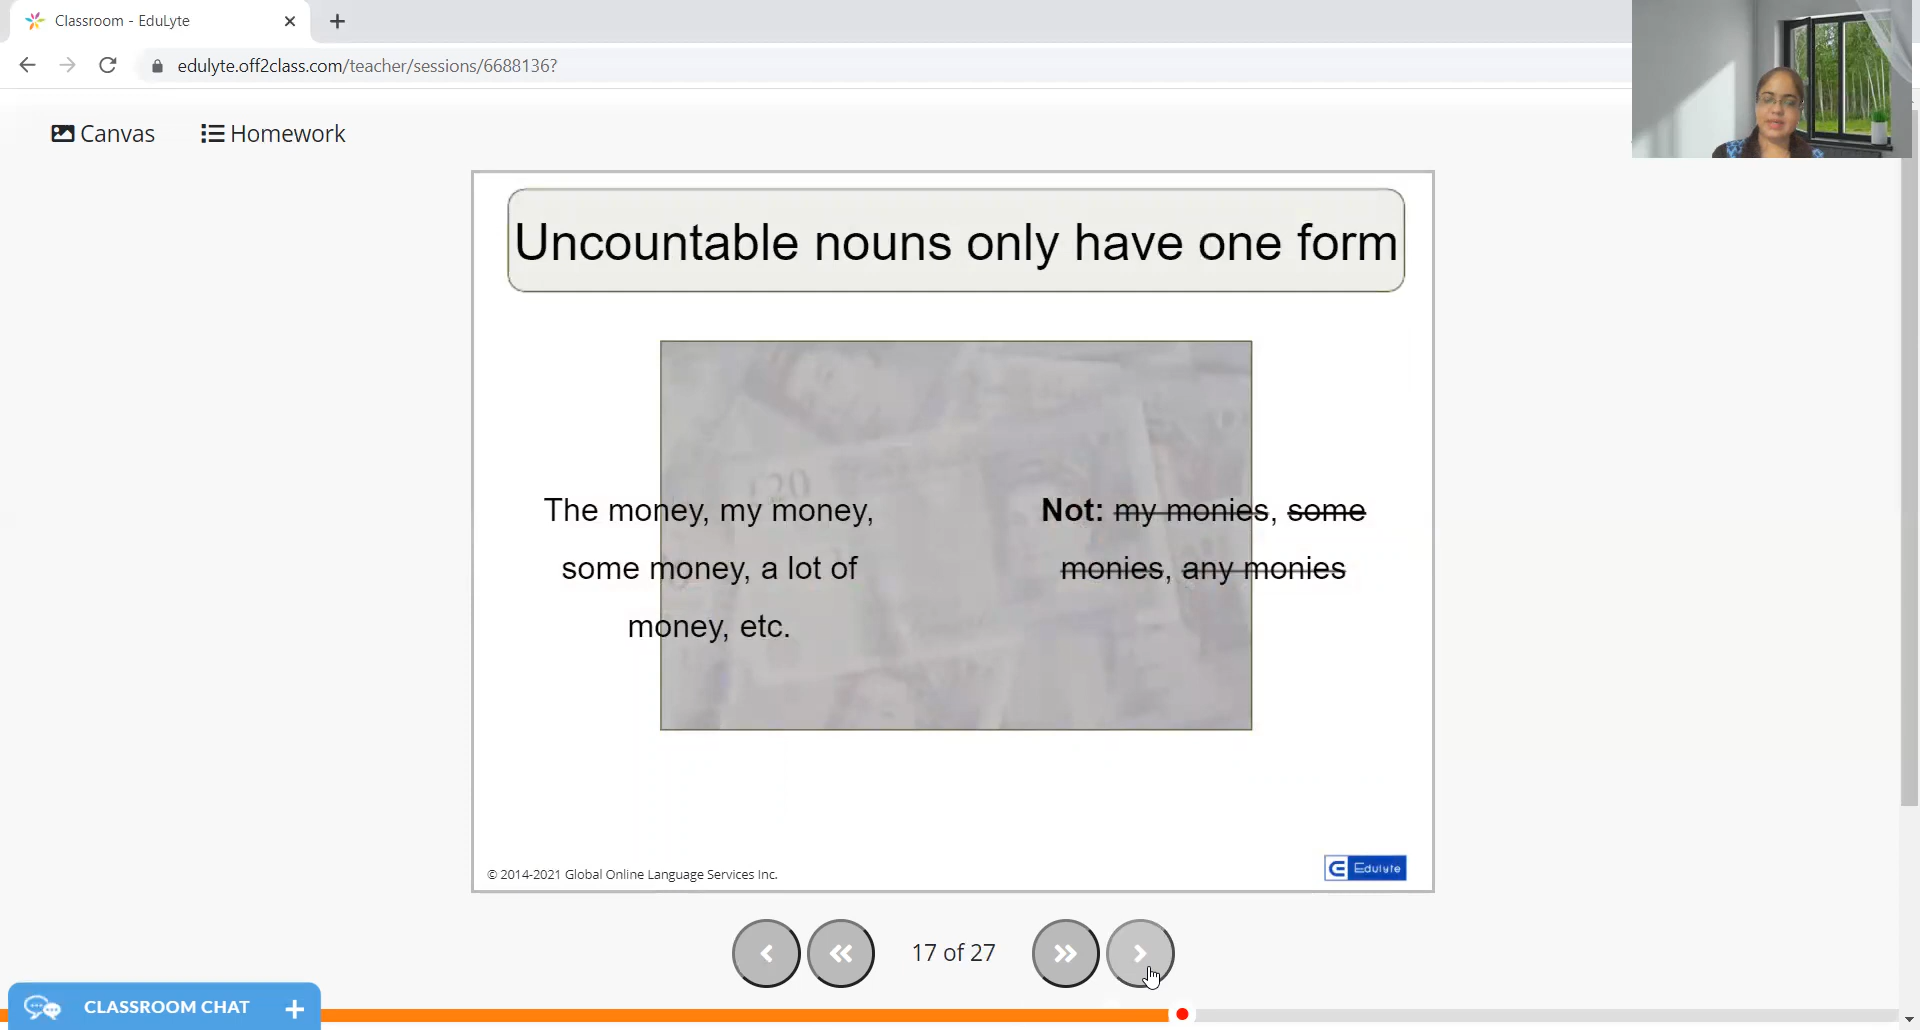 Classroom - EduLyte
edulyte.off2class.com/teacher/sessions/6688136?
Canvas
Homework
Uncountable nouns only have one form
£20
The money, my money,
some money, a lot of
money, etc.
Not: my monies, some
monies, any monies
© 2014-2021 Global Online Language Services Inc.
Edulyte
17 of 27
CLASSROOM CHAT